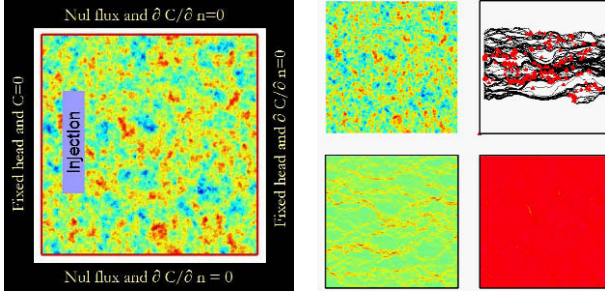 Nul flux and ∂ C/∂ n=0
Fixed head and C=0
Injection
Fixed head and ∂ C/∂ n=0
Nul flux and ∂ C/∂ n = 0